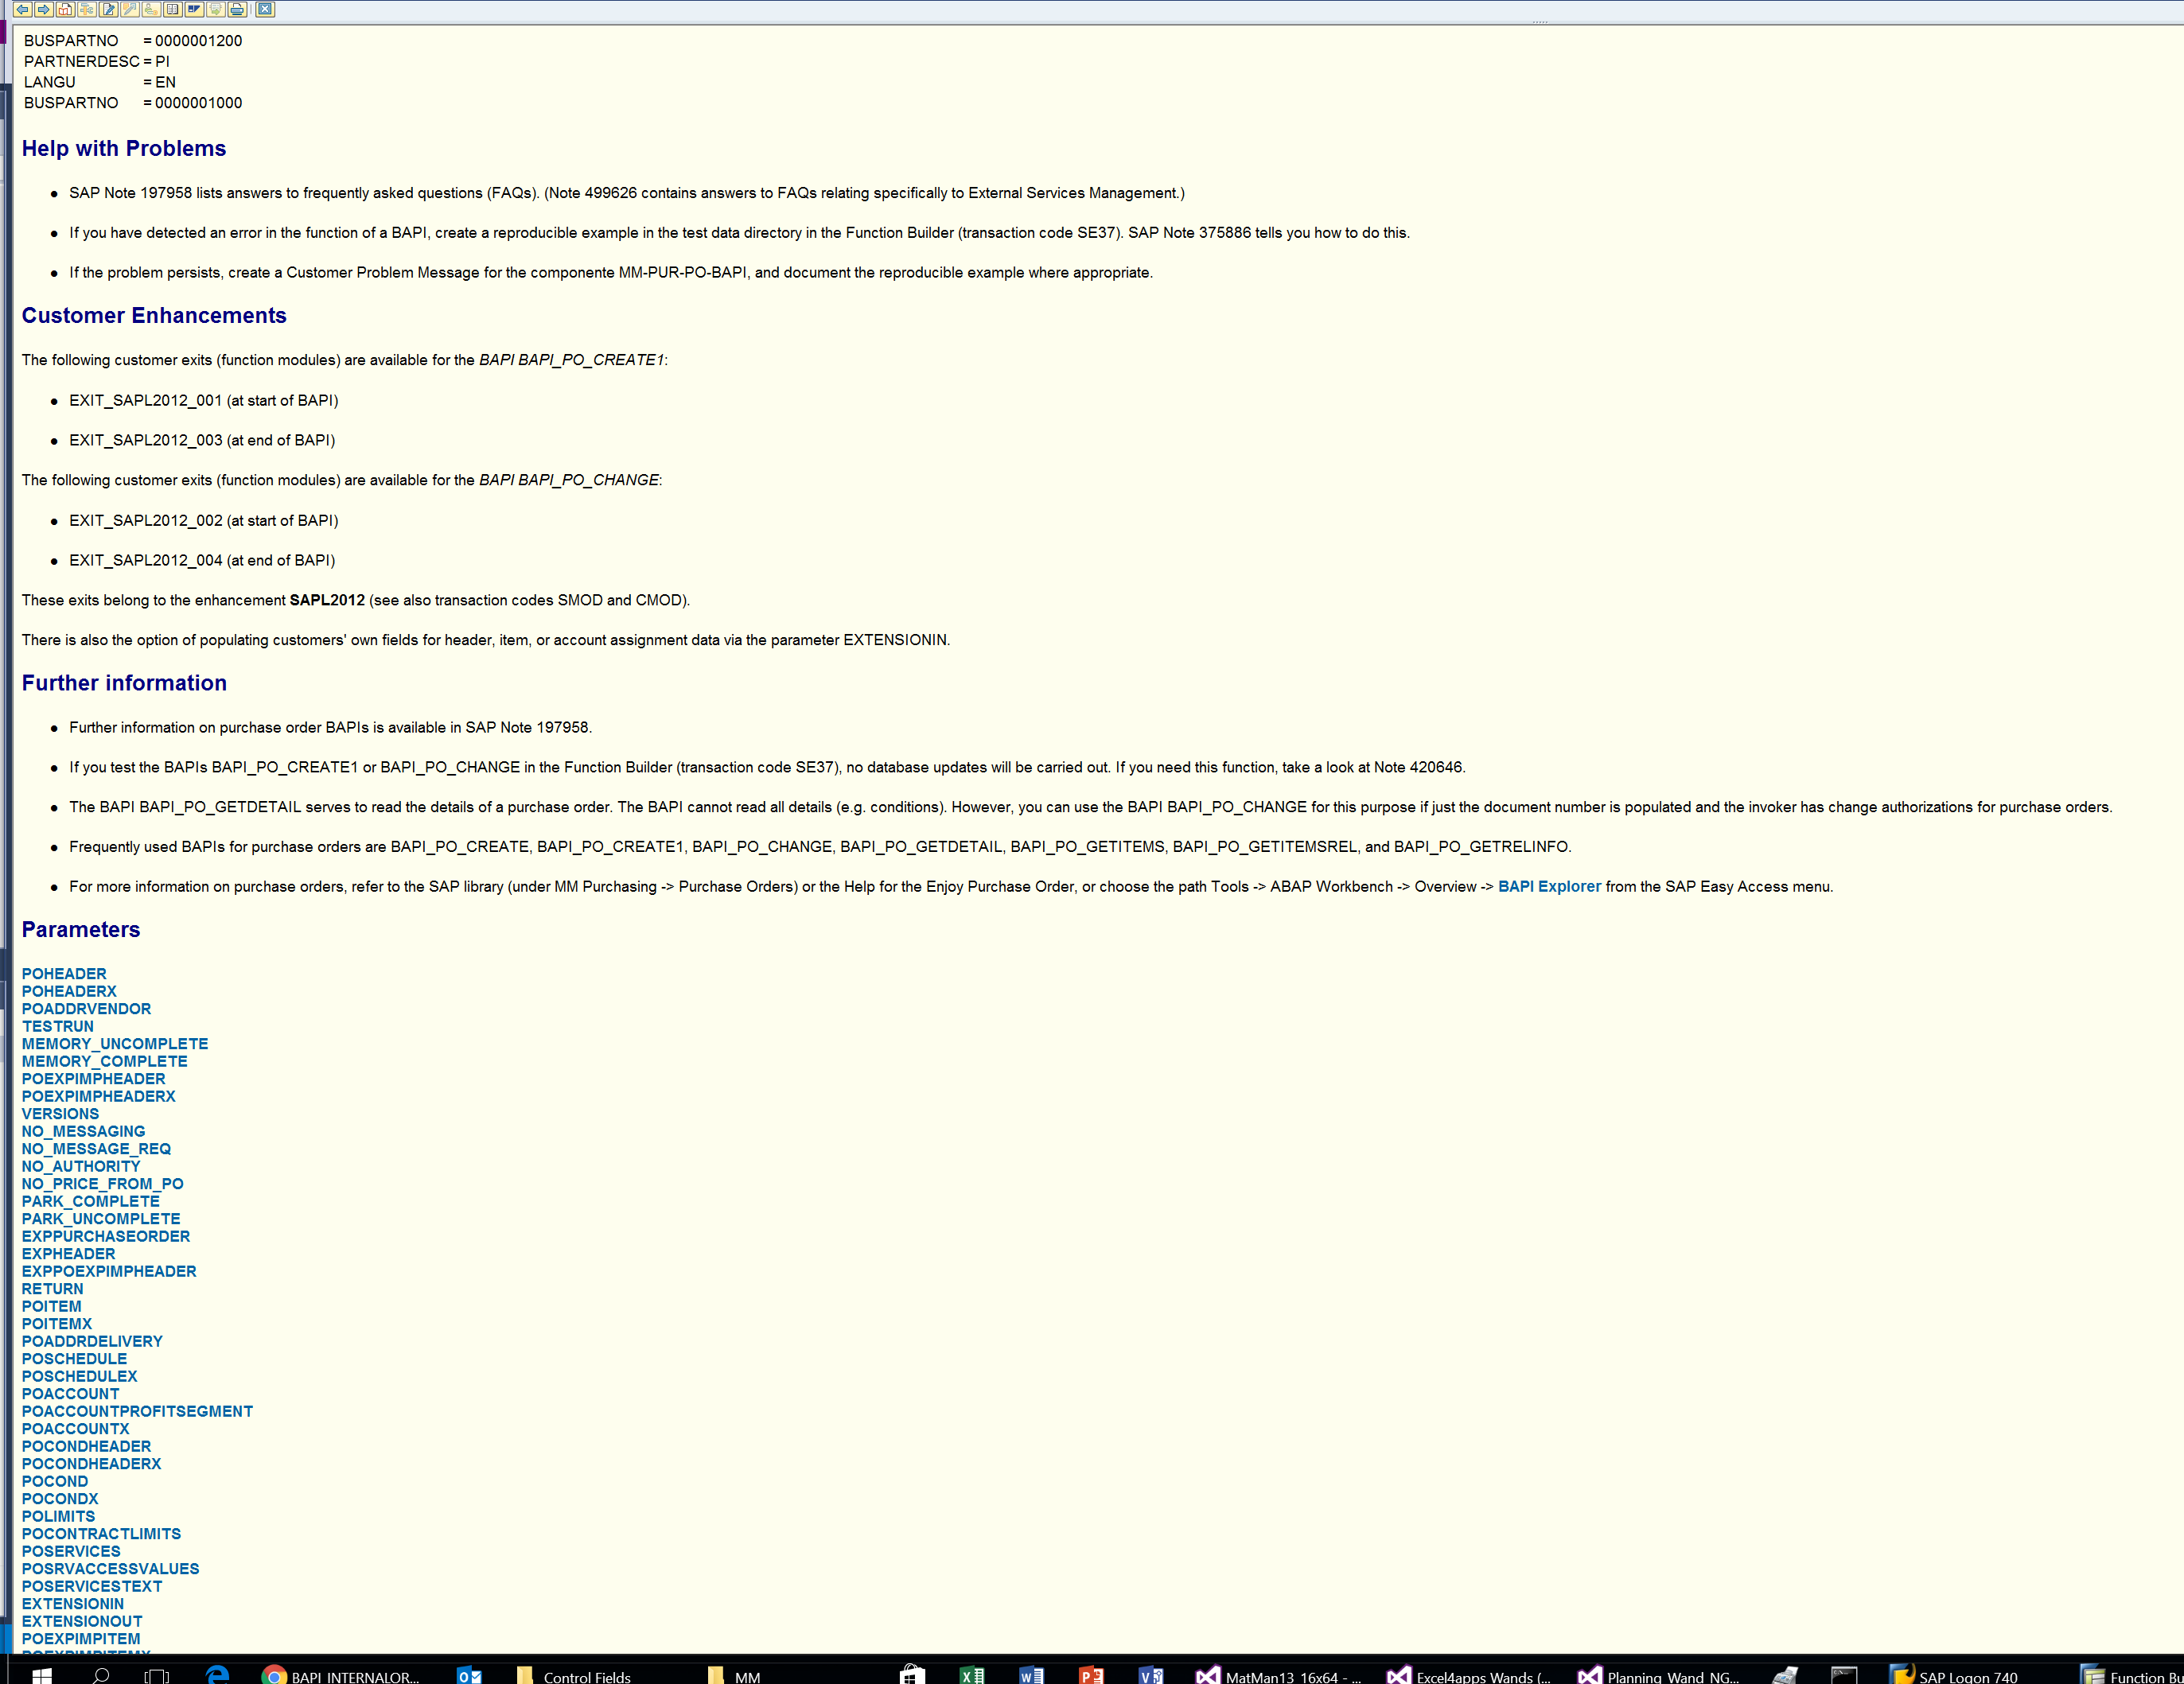 BUSPARTNO = 0000001200
PARTNERDESC = PI
LANGU = EN
BUSPARTNO = 0000001000
Help with Problems
● SAP Note 197958 lists answers to frequently asked questions (FAQs). (Note 499626 contains answers to FAQs relating specifically to External Services Management.)
● If you have detected an error in the function of a BAPI, create a reproducible example in the test data directory in the Function Builder (transaction code SE37). SAP Note 375886 tells you how to do this.
● If the problem persists, create a Customer Problem Message for the componente MM-PUR-PO-BAPI, and document the reproducible example where appropriate.
Customer Enhancements
The following customer exits (function modules) are available for the BAPI BAPI_PO_CREATE1:
● EXIT_SAPL2012_001 (at start of BAPI)
● EXIT_SAPL2012_003 (at end of BAPI)
The following customer exits (function modules) are available for the BAPI BAPI_PO_CHANGE:
● EXIT_SAPL2012_002 (at start of BAPI)
● EXIT_SAPL2012_004 (at end of BAPI)
These exits belong to the enhancement SAPL2012 (see also transaction codes SMOD and CMOD).
There is also the option of populating customers' own fields for header, item, or account assignment data via the parameter EXTENSIONIN.
Further information
● Further information on purchase order BAPIs is available in SAP Note 197958.
● If you test the BAPIs BAPI_PO_CREATE1 or BAPI_PO_CHANGE in the Function Builder (transaction code SE37), no database updates will be carried out. If you need this function, take a look at Note 420646.
● The BAPI BAPI_PO_GETDETAIL serves to read the details of a purchase order. The BAPI cannot read all details (e.g. conditions). However, you can use the BAPI BAPI_PO_CHANGE for this purpose if just the document number is populated and the invoker has change authorizations for purchase orders.
● Frequently used BAPIs for purchase orders are BAPI_PO_CREATE, BAPI_PO_CREATE1, BAPI_PO_CHANGE, BAPI_PO_GETDETAIL, BAPI_PO_GETITEMS, BAPI_PO_GETITEMSREL, and BAPI_PO_GETRELINFO.
● For more information on purchase orders, refer to the SAP library (under MM Purchasing -> Purchase Orders) or the Help for the Enjoy Purchase Order, or choose the path Tools -> ABAP Workbench -> Overview -> BAPI Explorer from the SAP Easy Access menu.
Parameters
POHEADER
POHEADERX
POADDRVENDOR
TESTRUN
MEMORY_UNCOMPLETE
MEMORY_COMPLETE
POEXPIMPHEADER
POEXPIMPHEADERX
VERSIONS
NO_MESSAGING
NO_MESSAGE_REQ
NO_AUTHORITY
NO_PRICE_FROM_PO
PARK_COMPLETE
PARK_UNCOMPLETE
EXPPURCHASEORDER
EXPHEADER
EXPPOEXPIMPHEADER
RETURN
POITEM
POITEMX
POADDRDELIVERY
POSCHEDULE
POSCHEDULEX
POACCOUNT
POACCOUNTPROFITSEGMENT
POACCOUNTX
POCONDHEADER
POCONDHEADERX
POCOND
POCONDX
POLIMITS
POCONTRACTLIMITS
POSERVICES
POSRVACCESSVALUES
POSERVICESTEXT
EXTENSIONIN
EXTENSIONOUT
POEXPIMPITEM
BAPI_INTERNALOR... Control Fields MM MatMan13_16x64 - ... Excel4apps Wands (... Planning_Wand_NG... SAP Logon 740 Function Bu